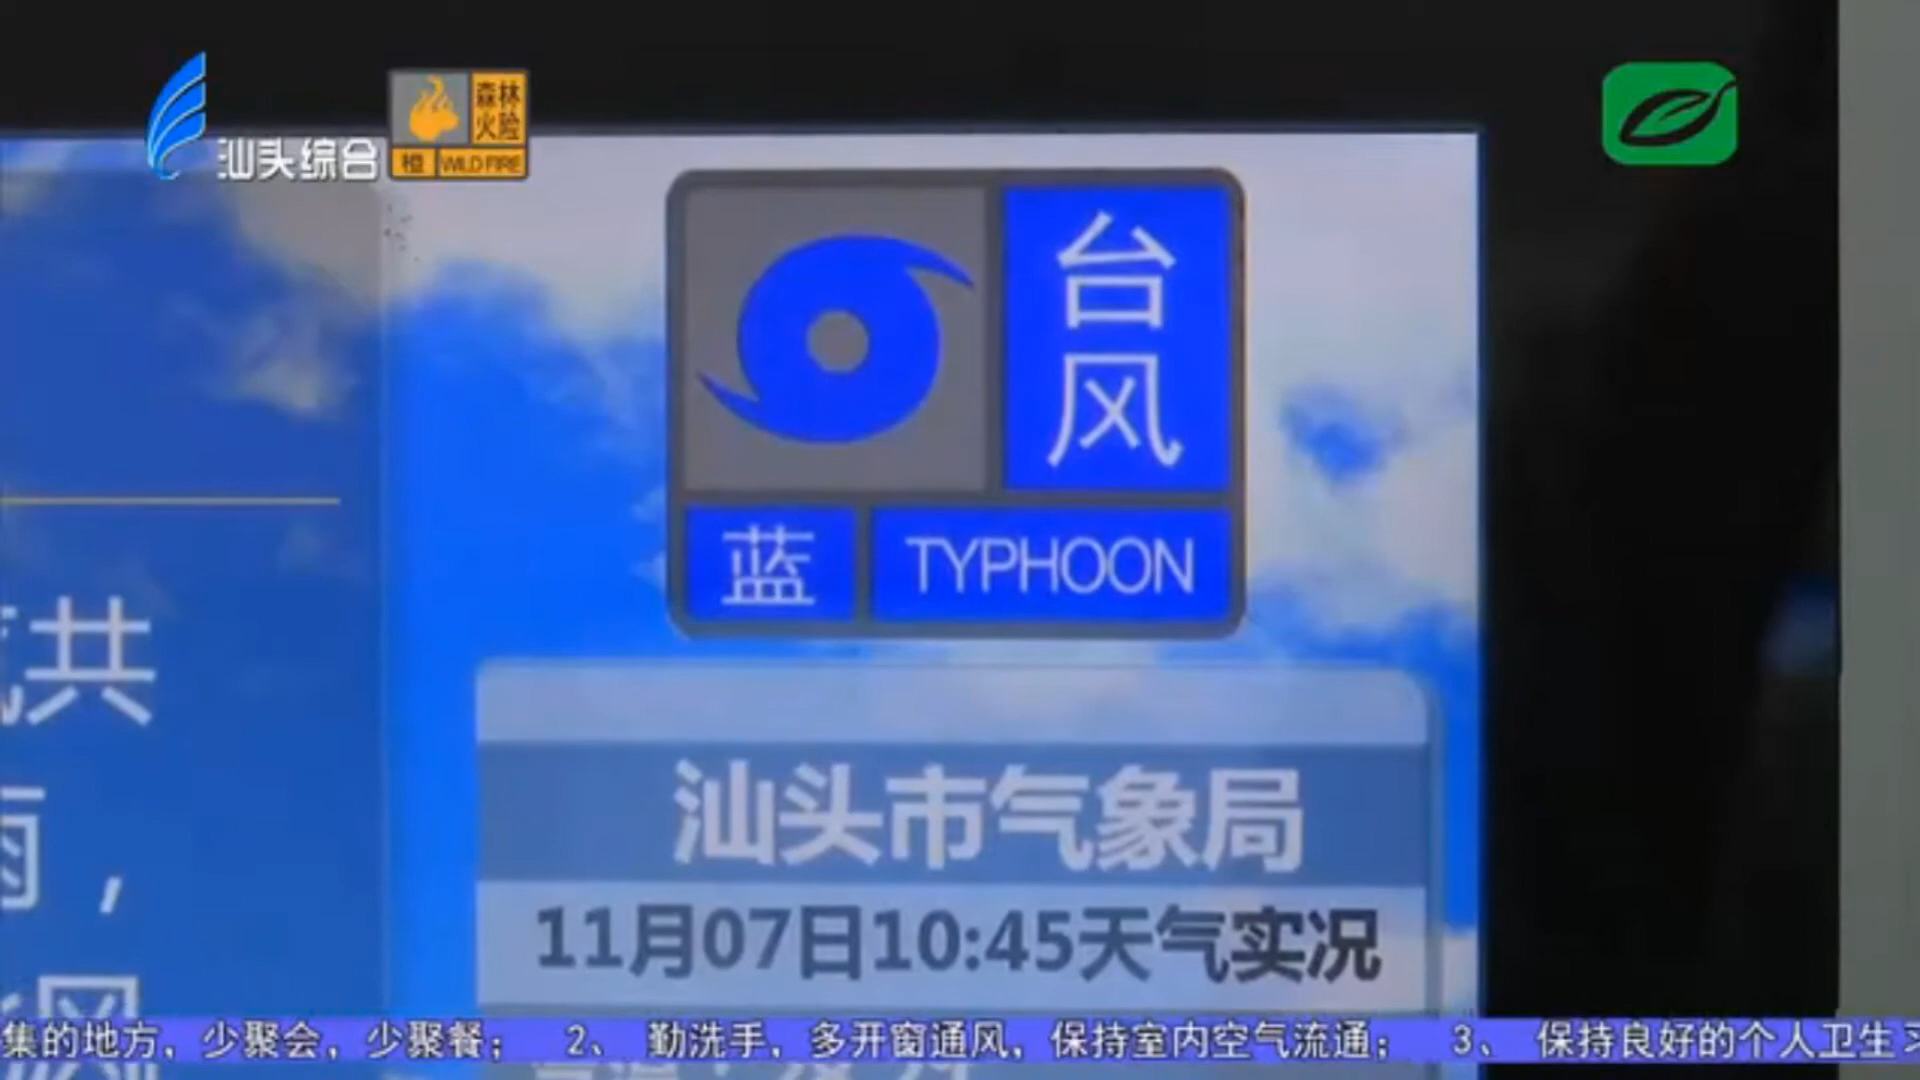 汕头综合
森林
火险
橙 WILD FIRE
台
风
蓝 TYPHOON
共
雨，
风
汕头市气象局
11月07日10:45天气实况
集的地方，少聚会，少聚餐； 2、 勤洗手，多开窗通风，保持室内空气流通； 3、 保持良好的个人卫生习